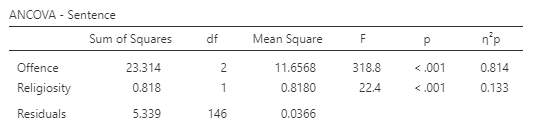 ANCOVA - Sentence
Sum of Squares df Mean Square F p η²p
Offence 23.314 2 11.6568 318.8 < .001 0.814
Religiosity 0.818 1 0.8180 22.4 < .001 0.133
Residuals 5.339 146 0.0366